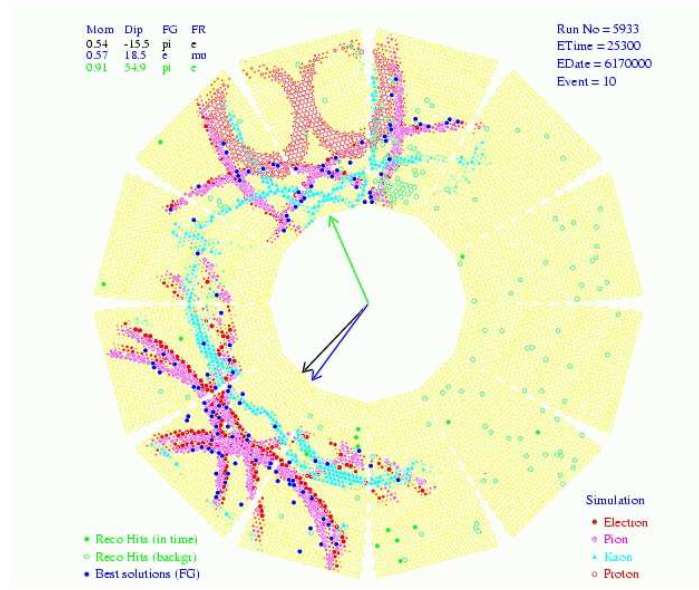 Mom Dip FG FR
0.54 -15.5 pi e
0.57 18.5 e mu
0.91 54.9 pi e
Run No = 5933
ETime = 25300
EDate = 6170000
Event = 10
Simulation
Electron
Pion
Kaon
Proton
Reco Hits (in time)
Reco Hits (backgr)
Best solutions (FG)